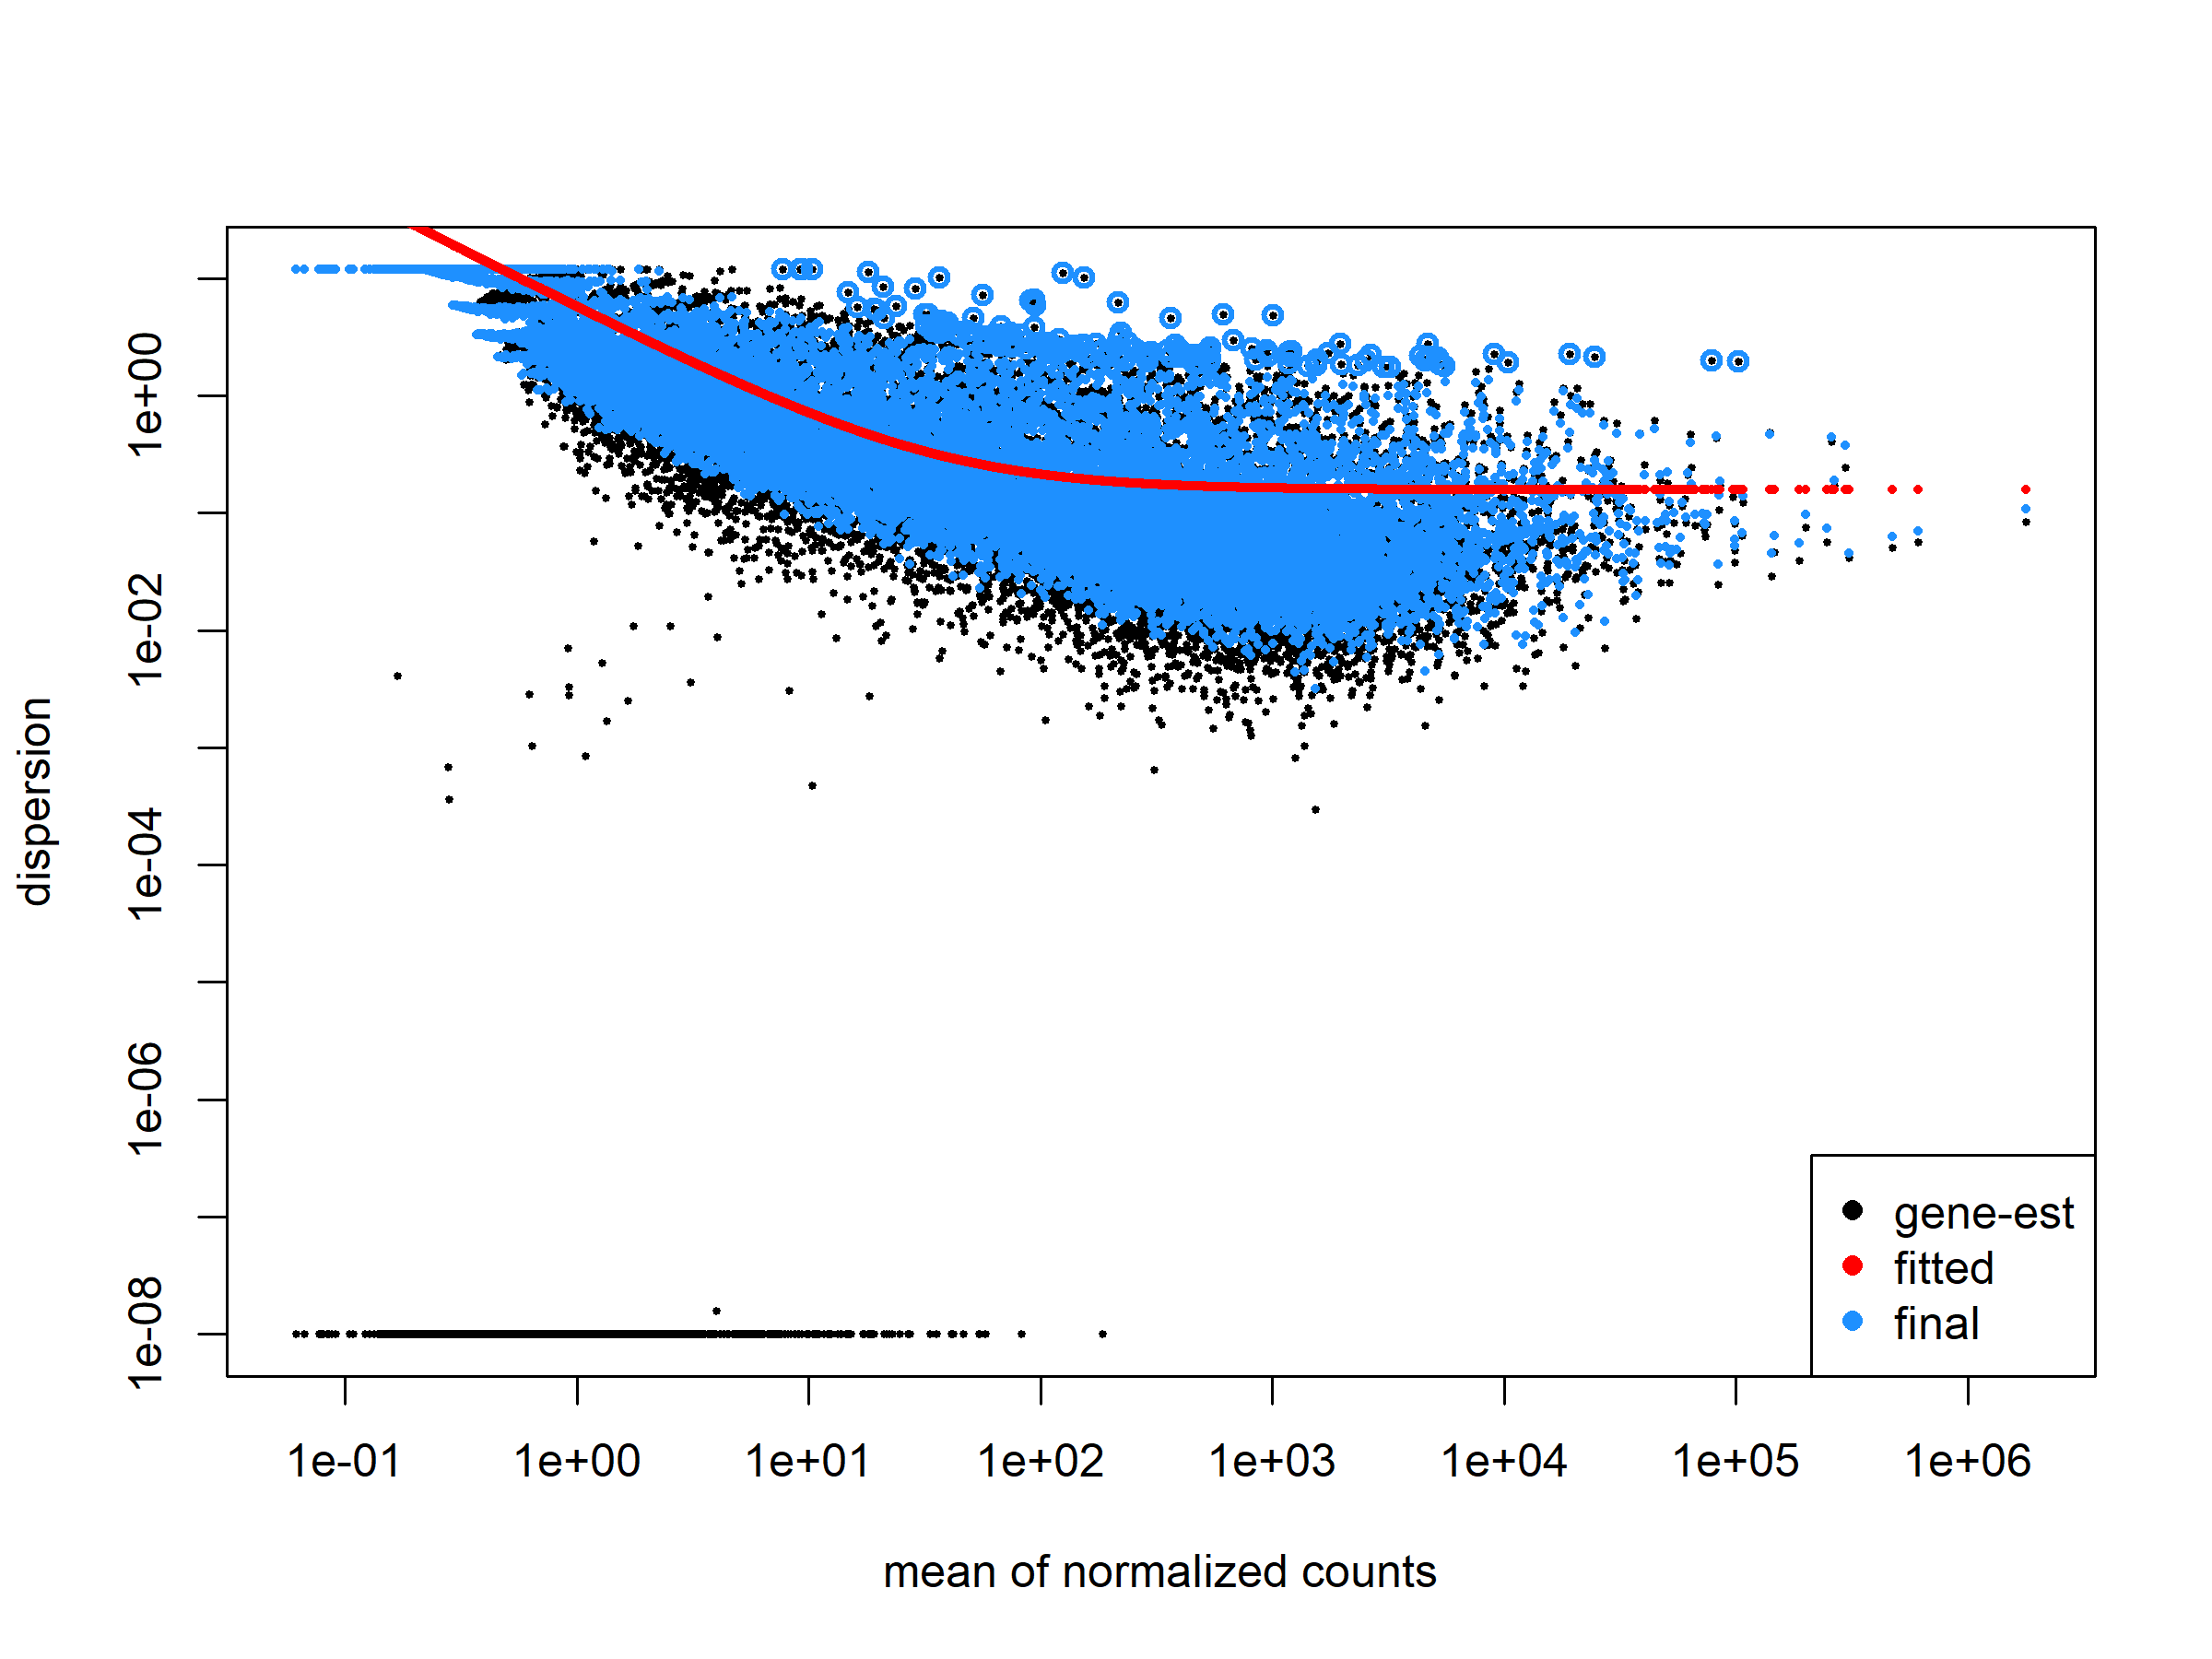 dispersion
1e+00
1e-02
1e-04
1e-06
1e-08
1e-01
1e+00
1e+01
1e+02
1e+03
1e+04
1e+05
1e+06
mean of normalized counts
gene-est
fitted
final